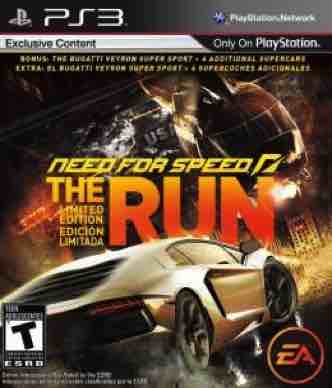 PS3
PlayStation Network
Exclusive Content
Only On PlayStation.
BONUS: THE BUGATTI VEYRON SUPER SPORT + 4 ADDITIONAL SUPERCARS
EXTRA: EL BUGATTI VEYRON SUPER SPORT + 4 SUPERCOCHES ADICIONALES.
US
NEED FOR SPEED
THE RUN
LIMITED
EDITION
EDICIÓN
LIMITADA
TEEN
ADOLESCENTES
T
ESRB
EA